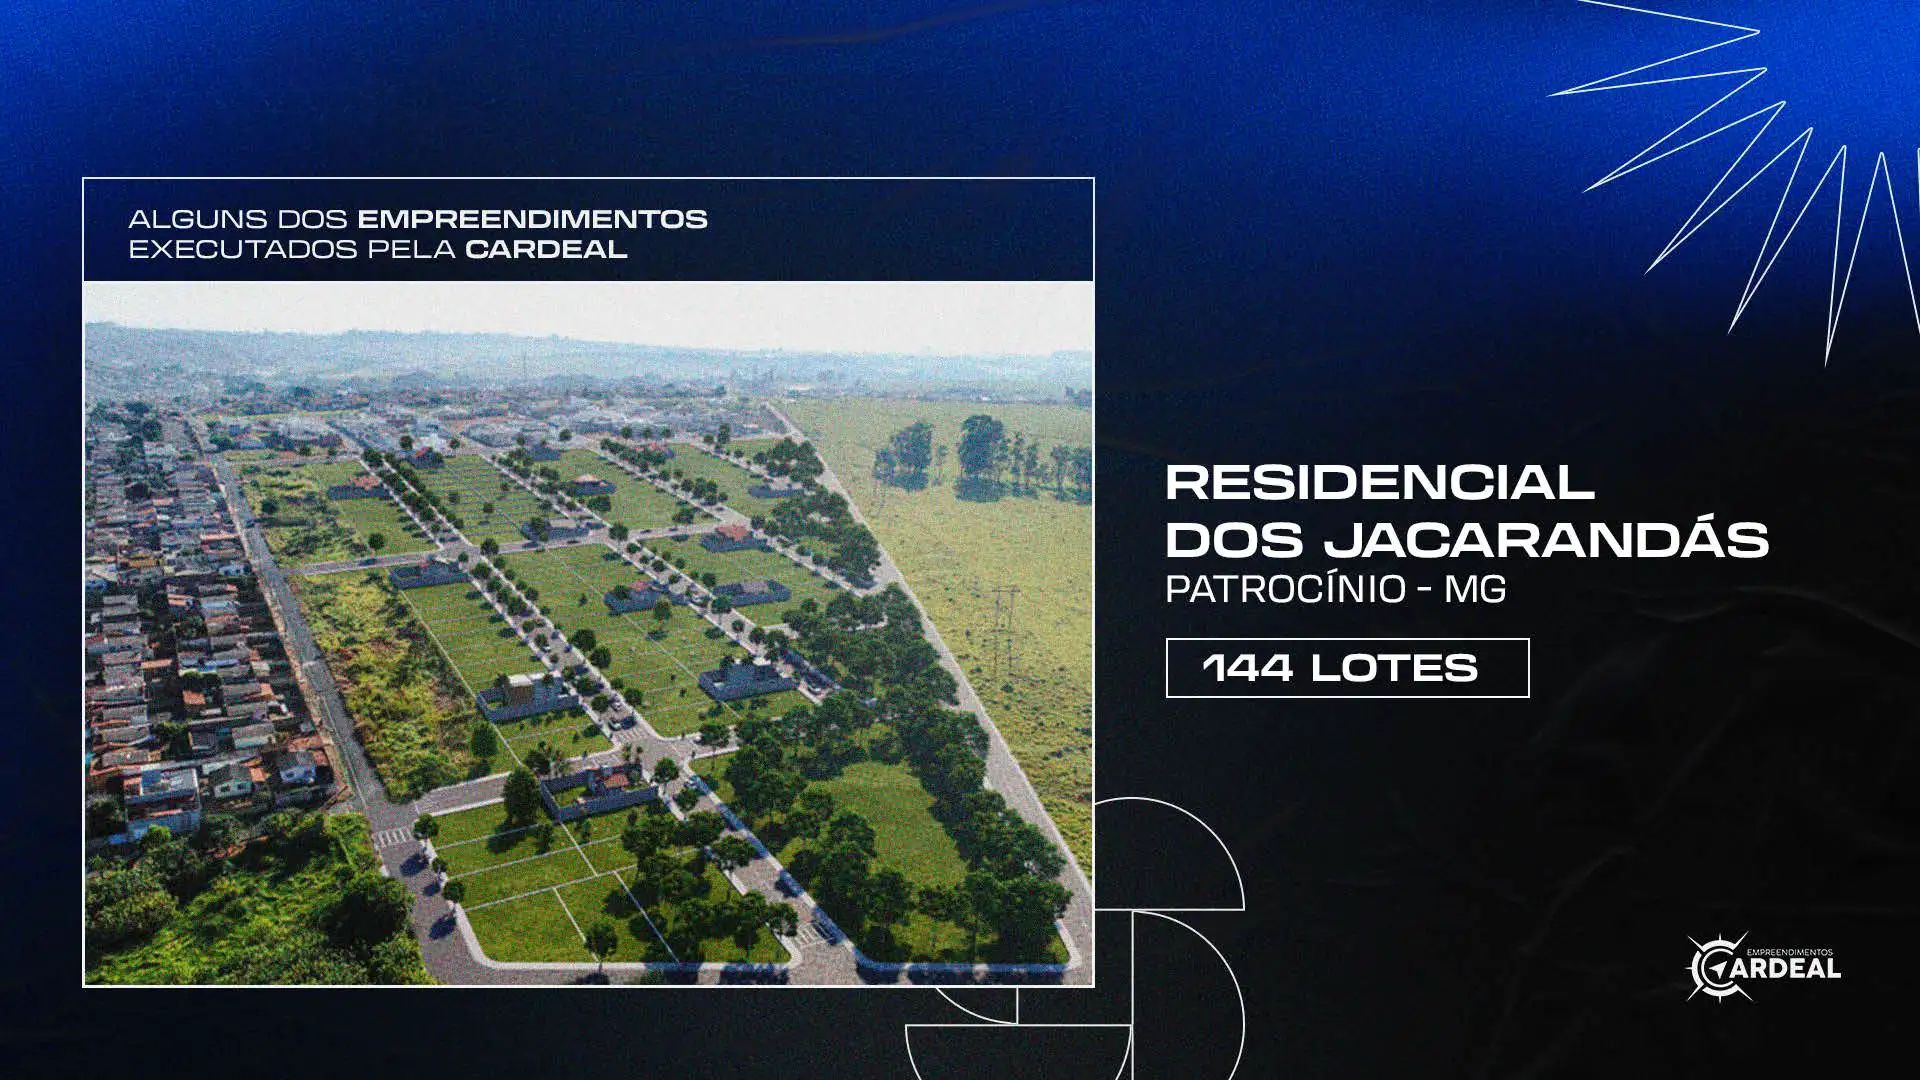 ALGUNS DOS EMPREENDIMENTOS
EXECUTADOS PELA CARDEAL
RESIDENCIAL
DOS JACARANDÁS
PATROCÍNIO - MG
144 LOTES
EMPREENDIMENTOS
CARDEAL